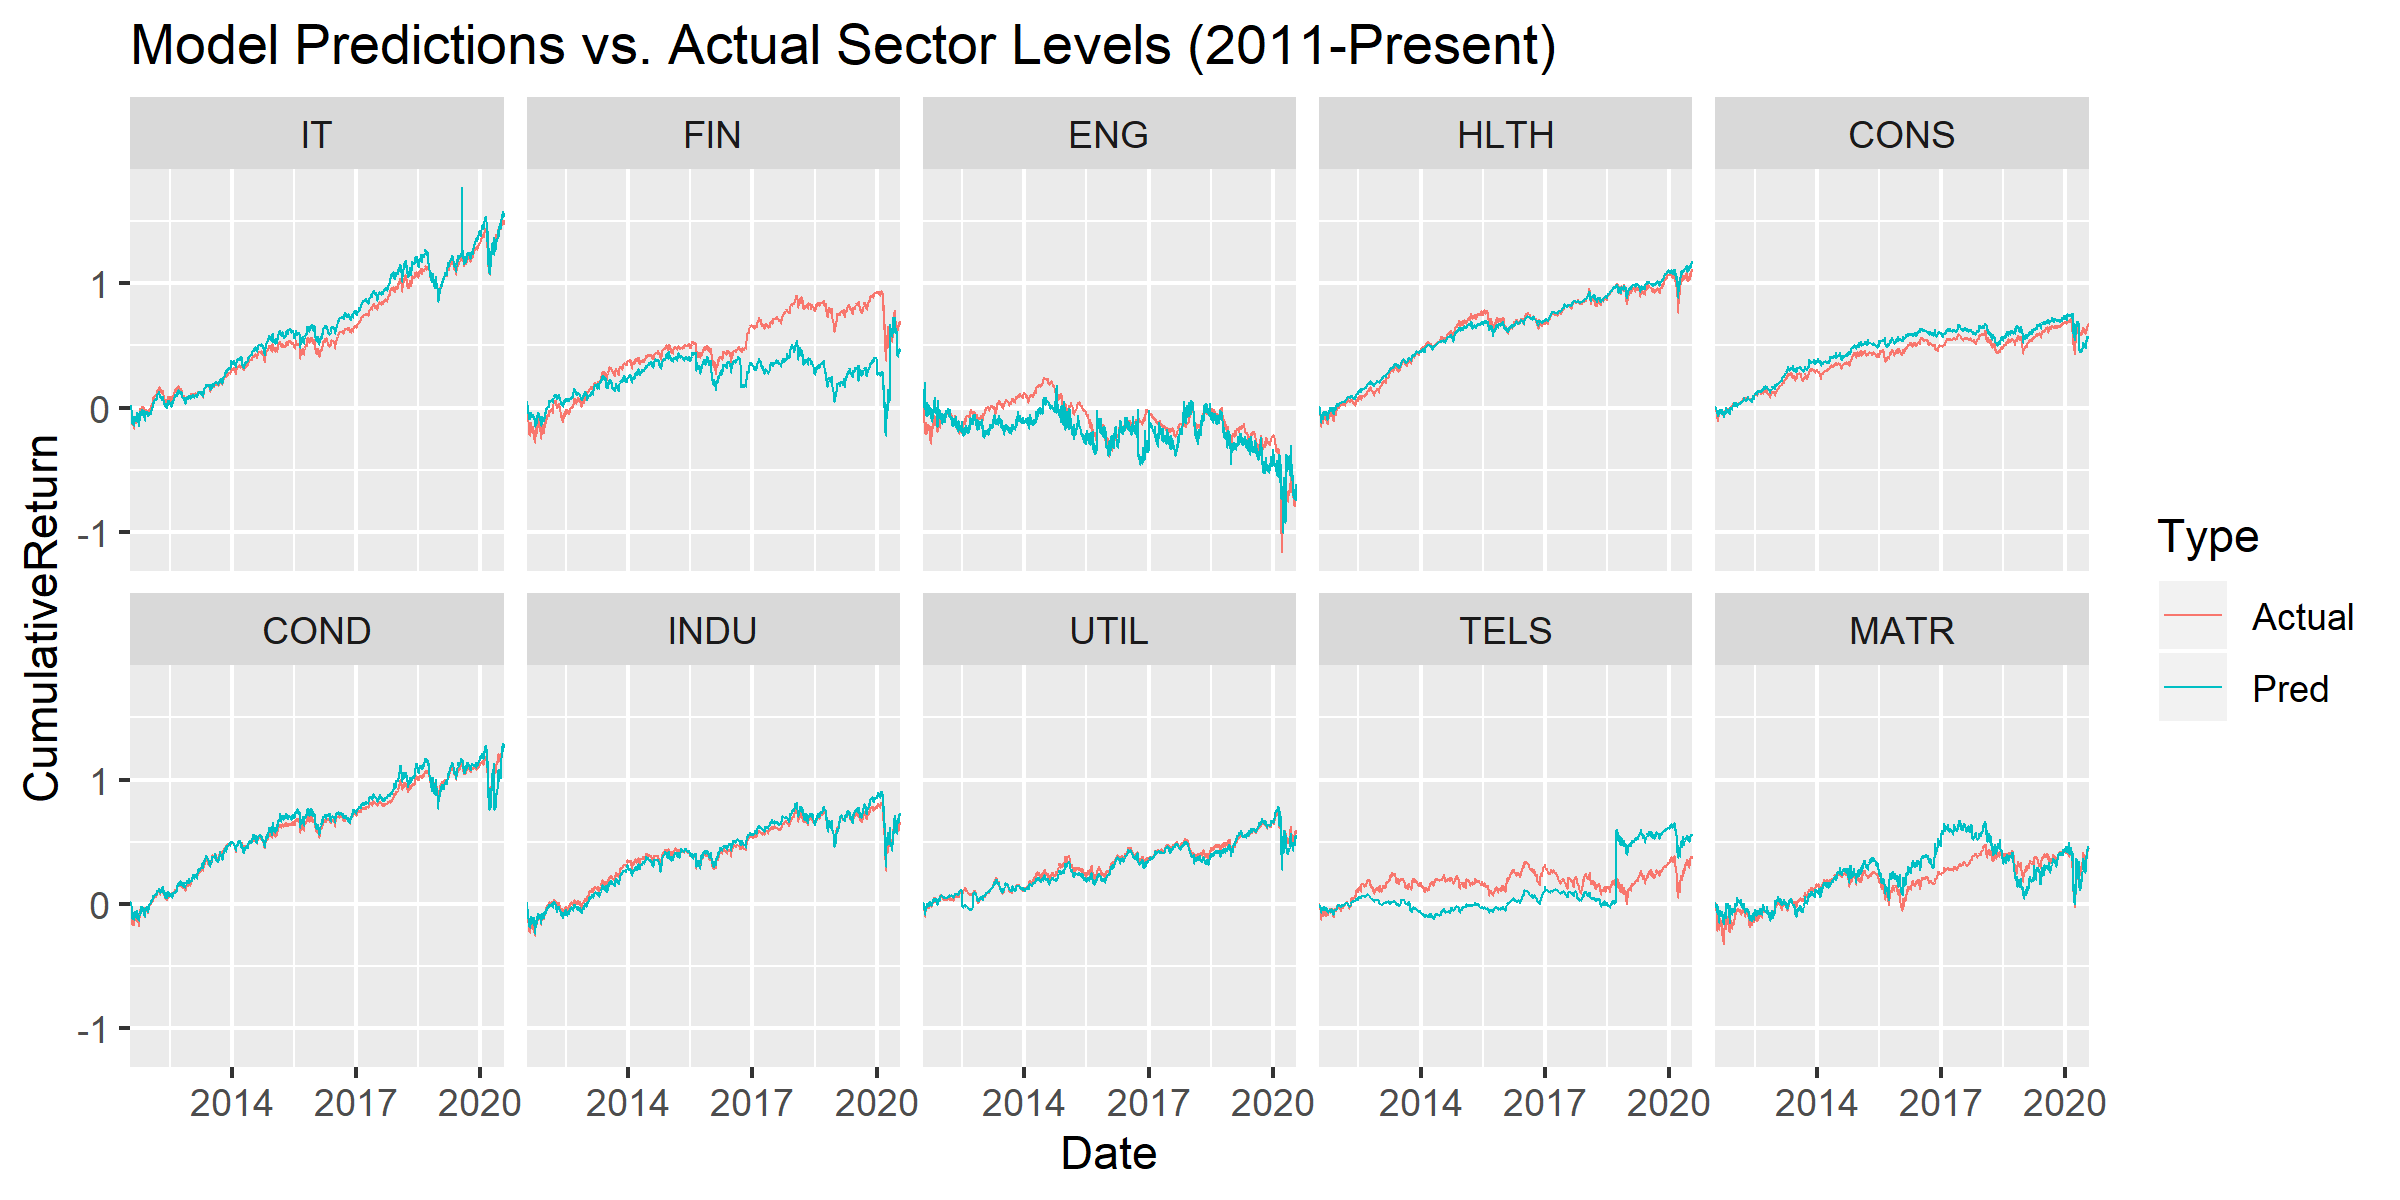 Model Predictions vs. Actual Sector Levels (2011-Present)
IT FIN ENG HLTH CONS
1
0
-1
COND INDU UTIL TELS MATR
1
0
-1
2014 2017 2020 2014 2017 2020 2014 2017 2020 2014 2017 2020 2014 2017 2020
Date
CumulativeReturn
Type
Actual
Pred